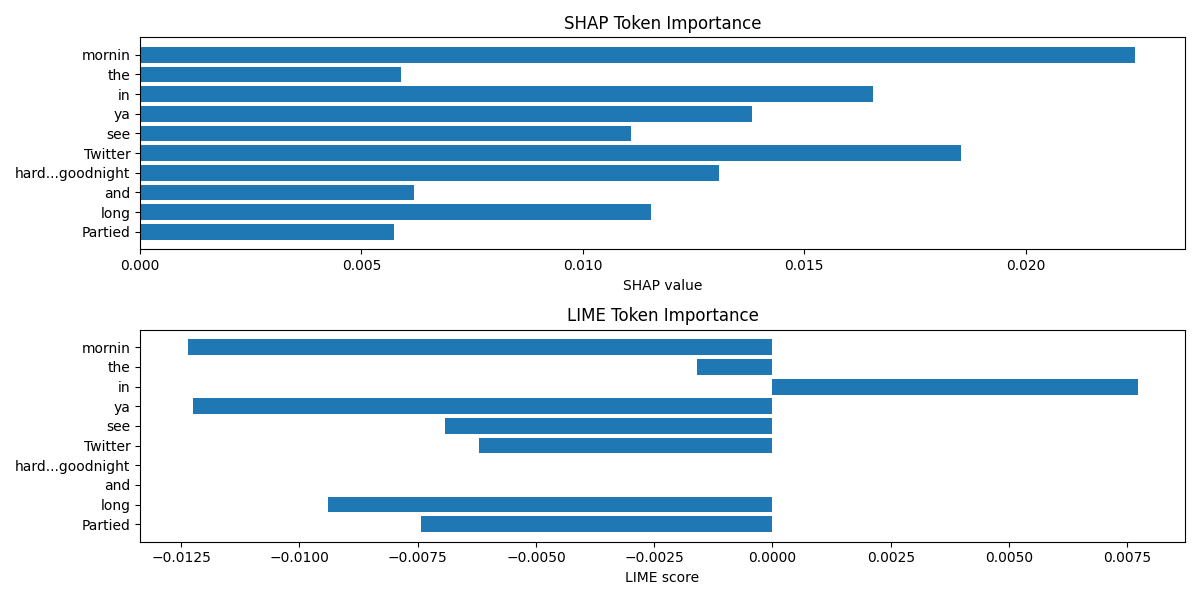 SHAP Token Importance
mornin
the
in
ya
see
Twitter
hard...goodnight
and
long
Partied
0.000 0.005 0.010 0.015 0.020
SHAP value
LIME Token Importance
mornin
the
in
ya
see
Twitter
hard...goodnight
and
long
Partied
−0.0125 −0.0100 −0.0075 −0.0050 −0.0025 0.0000 0.0025 0.0050 0.0075
LIME score